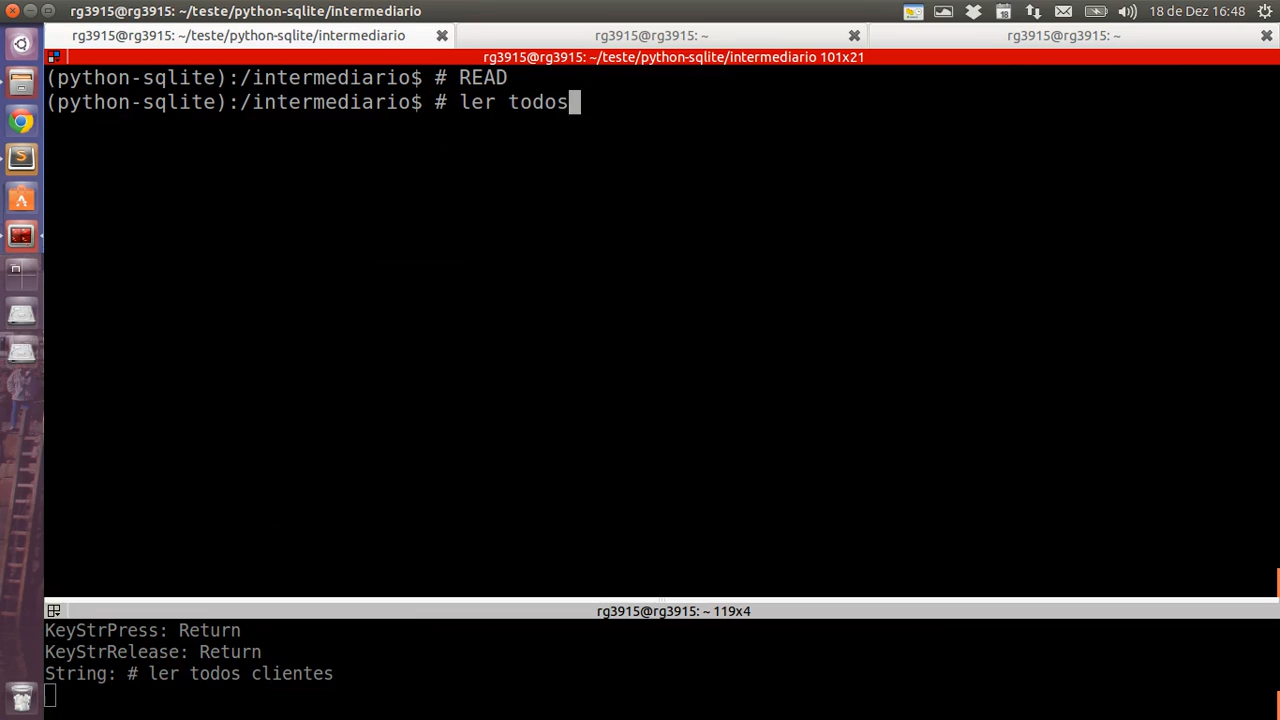 rg3915@rg3915: ~/teste/python-sqlite/intermediario
18 de Dez 16:48
rg3915@rg3915: ~/teste/python-sqlite/intermediario
rg3915@rg3915: ~
rg3915@rg3915: ~
rg3915@rg3915: ~/teste/python-sqlite/intermediario 101x21
(python-sqlite):/intermediario$ # READ
(python-sqlite):/intermediario$ # ler todos
rg3915@rg3915: ~ 119x4
KeyStrPress: Return
KeyStrRelease: Return
String: # ler todos clientes